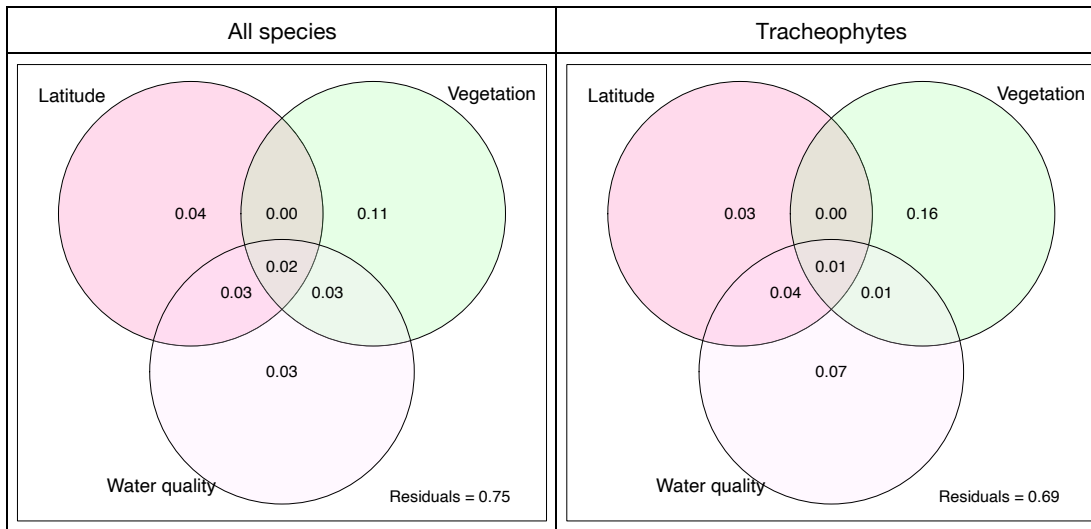 All species
Tracheophytes
Latitude
Vegetation
0.04
0.00
0.11
0.02
0.03
0.03
0.03
Water quality
Residuals = 0.75
Latitude
Vegetation
0.03
0.00
0.16
0.01
0.04
0.01
0.07
Water quality
Residuals = 0.69